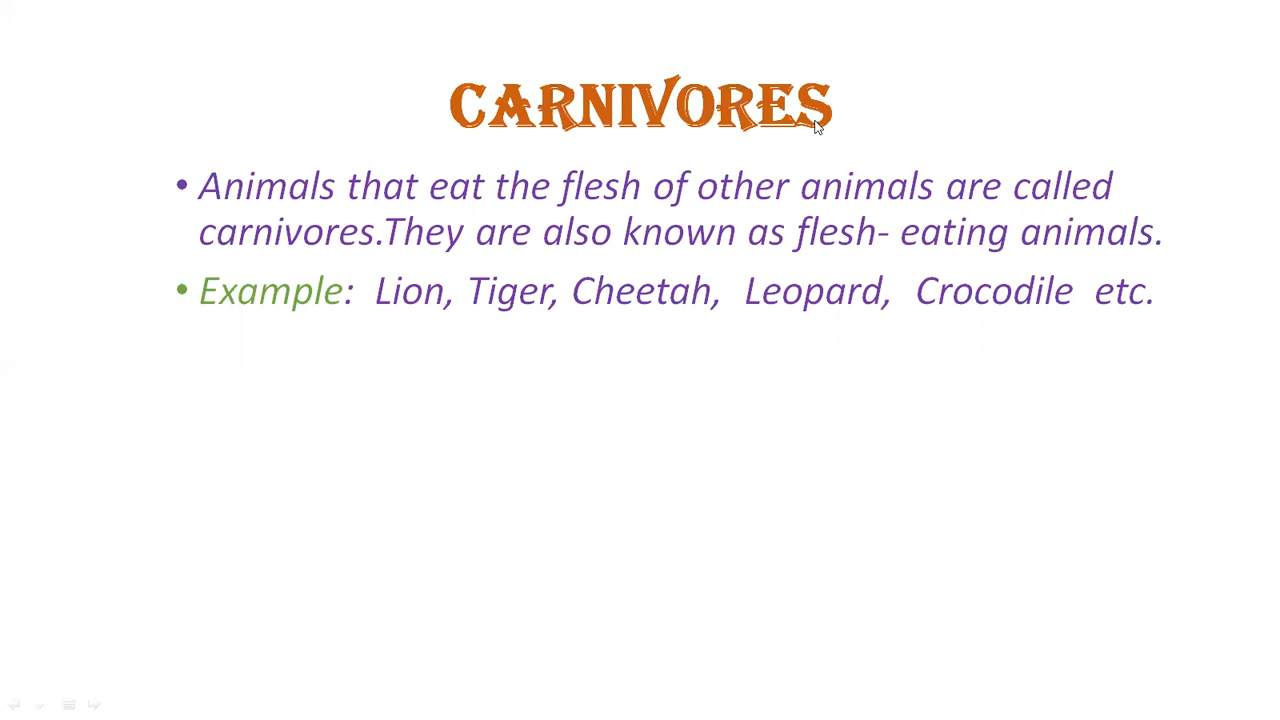 CARNIVORES
• Animals that eat the flesh of other animals are called
carnivores.They are also known as flesh- eating animals.
• Example: Lion, Tiger, Cheetah, Leopard, Crocodile etc.